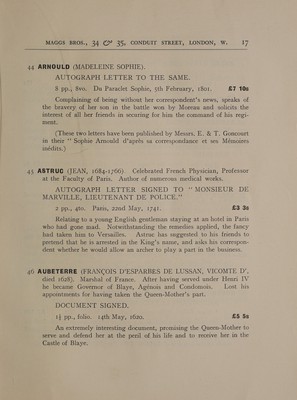 MAGGS BROS., 34 & 35, CONDUIT STREET, LONDON, W. 17
44 ARNOULD (MADELEINE SOPHIE).
AUTOGRAPH LETTER TO THE SAME.
8 pp., 8vo. Du Paraclet Sophie, 5th February, 1801. £7 10s
Complaining of being without her correspondent's news, speaks of
the bravery of her son in the battle won by Moreau and solicits the
interest of all her friends in securing for him the command of his regi-
ment.
(These two letters have been published by Messrs. E. & T. Goncourt
in their " Sophie Arnould d'après sa correspondance et ses Mémoires
inédits.)
45 ASTRUC (JEAN, 1684-1766). Celebrated French Physician, Professor
at the Faculty of Paris. Author of numerous medical works.
AUTOGRAPH LETTER SIGNED TO " MONSIEUR DE
MARVILLE, LIEUTENANT DE POLICE."
2 pp., 4to. Paris, 22nd May, 1741. £3 3s
Relating to a young English gentleman staying at an hotel in Paris
who had gone mad. Notwithstanding the remedies applied, the fancy
had taken him to Versailles. Astruc has suggested to his friends to
pretend that he is arrested in the King's name, and asks his correspon-
dent whether he would allow an archer to play a part in the business.
46 AUBETERRE (FRANÇOIS D'ESPARBES DE LUSSAN, VICOMTE D',
died 1628). Marshal of France. After having served under Henri IV
he became Governor of Blaye, Agénois and Condomois. Lost his
appointments for having taken the Queen-Mother's part.
DOCUMENT SIGNED.
1½ pp., folio. 14th May, 1620. £5 5s
An extremely interesting document, promising the Queen-Mother to
serve and defend her at the peril of his life and to receive her in the
Castle of Blaye.